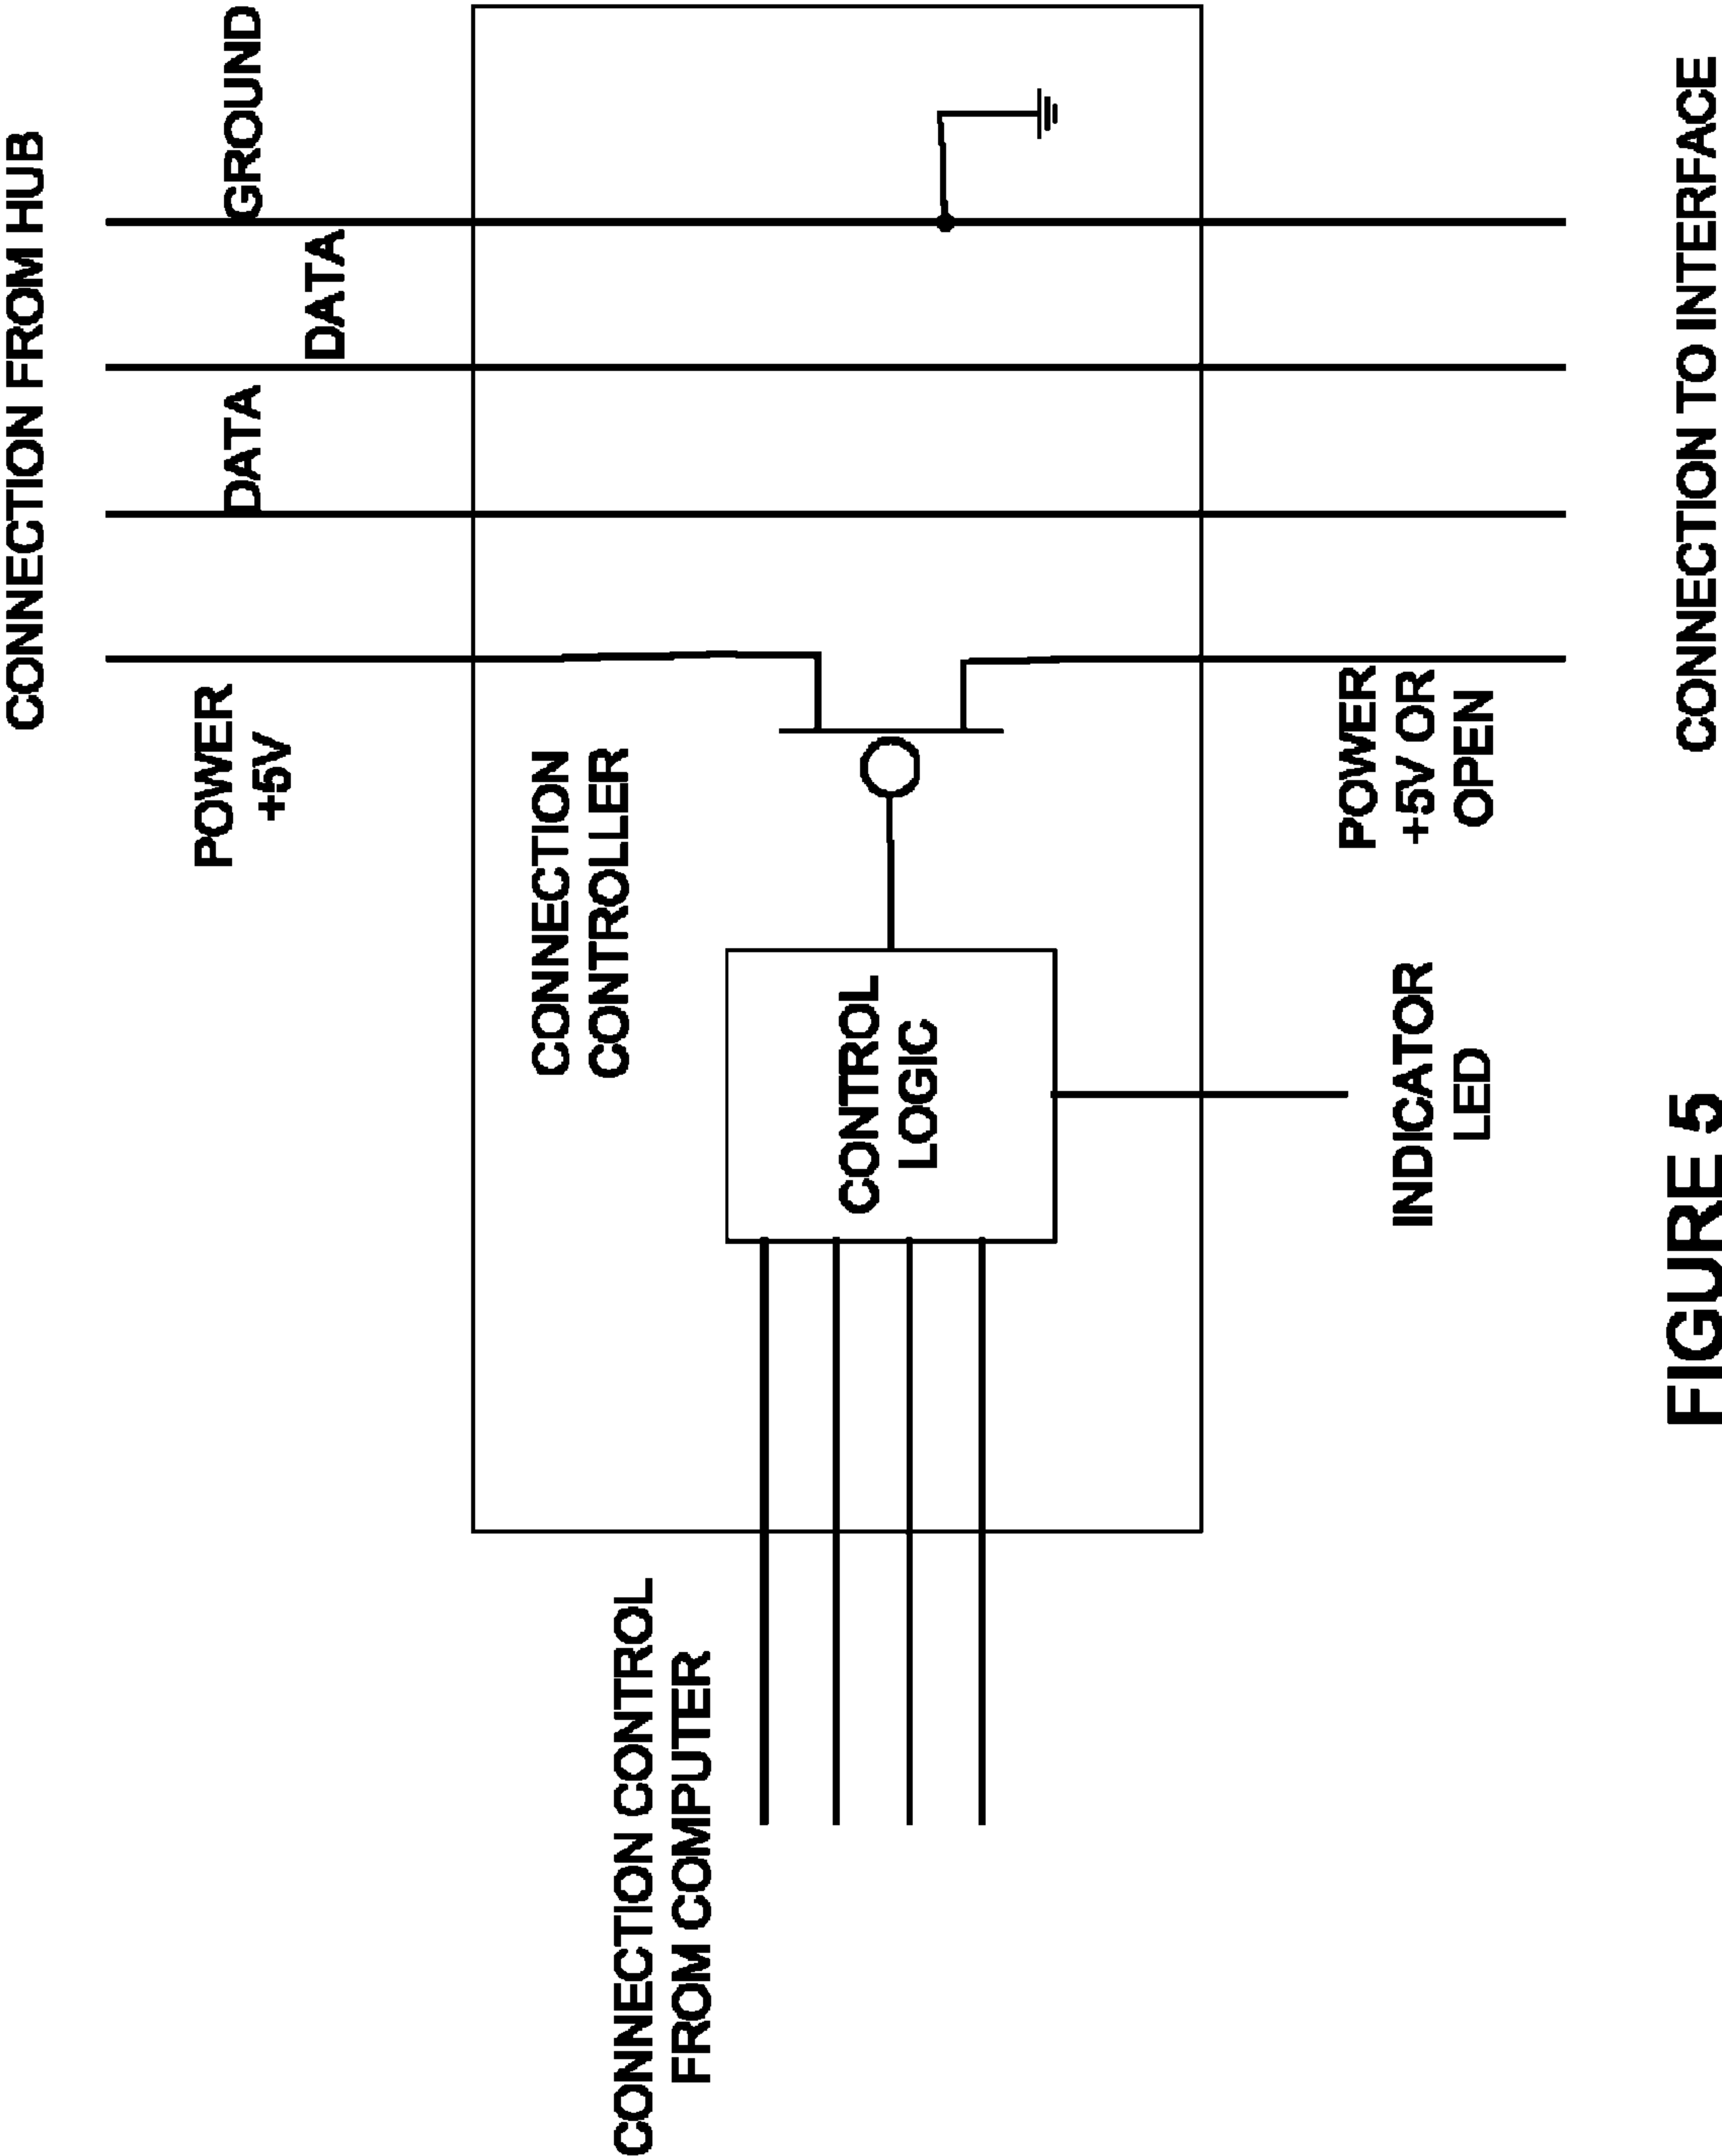 CONNECTION FROM HUB
POWER
+5V
DATA
GROUND
DATA
CONNECTION
CONTROLLER
CONNECTION CONTROL
FROM COMPUTER
CONTROL
LOGIC
POWER
+5V OR
OPEN
INDICATOR
LED
CONNECTION TO INTERFACE
FIGURE 5